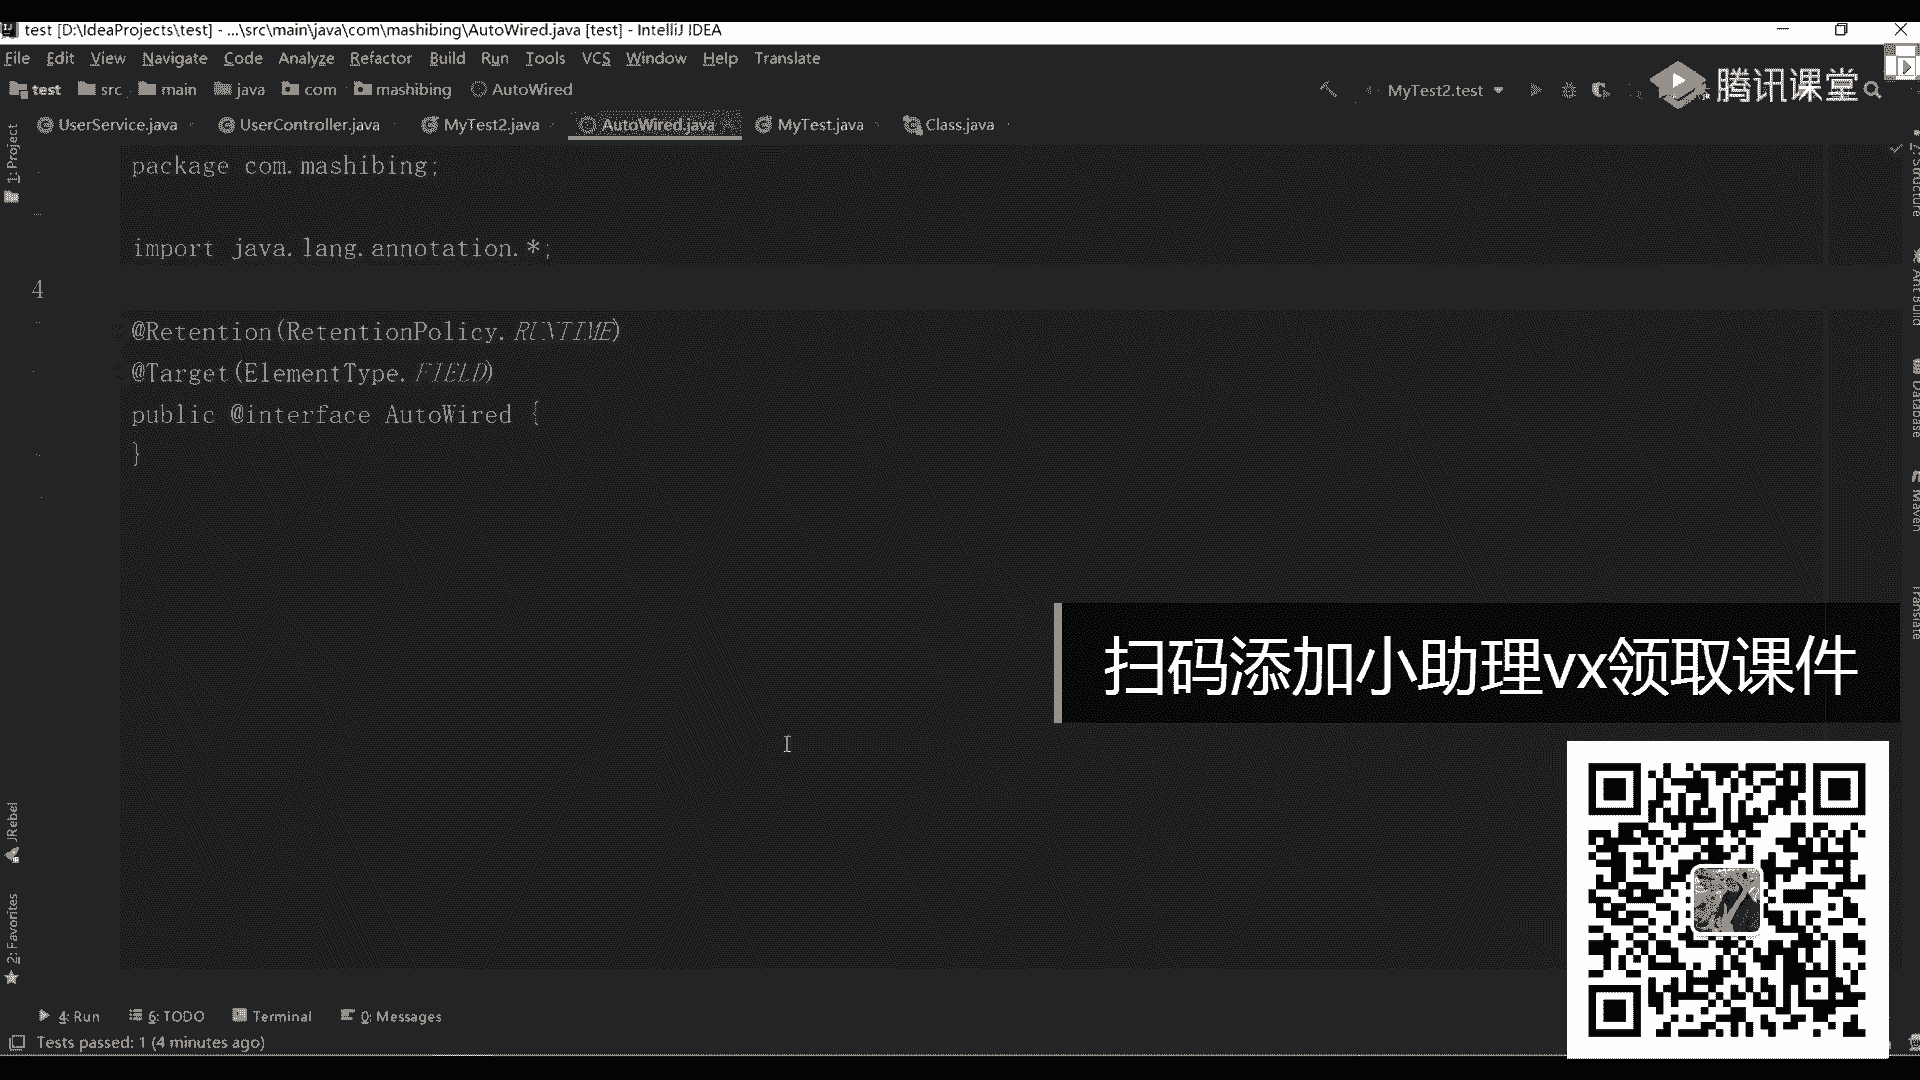 test [D:\IdeaProjects\test] - ...\src\main\java\com\mashibing\AutoWired.java [test] - IntelliJ IDEA
File Edit View Navigate Code Analyze Refactor Build Run Tools VCS Window Help Translate
test src main java com mashibing AutoWired
MyTest2.test
腾讯课堂
UserService.java UserController.java MyTest2.java AutoWired.java MyTest.java Class.java
1: Project
package com.mashibing;
import java.lang.annotation.*;
4
@Retention(RetentionPolicy.RUNTIME)
@Target(ElementType.FIELD)
public @interface AutoWired {
}
Z: Structure
Ant Build
Database
Maven
Translate
扫码添加小助理vx领取课件
JRebel
2: Favorites
4: Run 6: TODO Terminal 0: Messages
Tests passed: 1 (4 minutes ago)